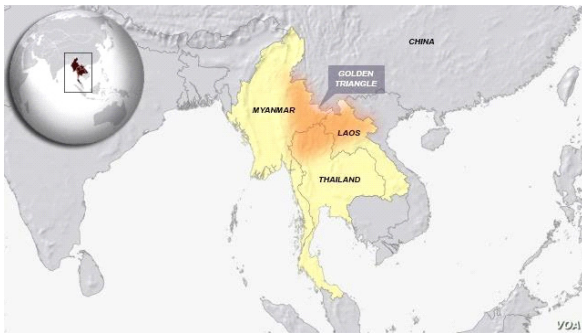 CHINA
GOLDEN
TRIANGLE
MYANMAR
LAOS
THAILAND
VOA